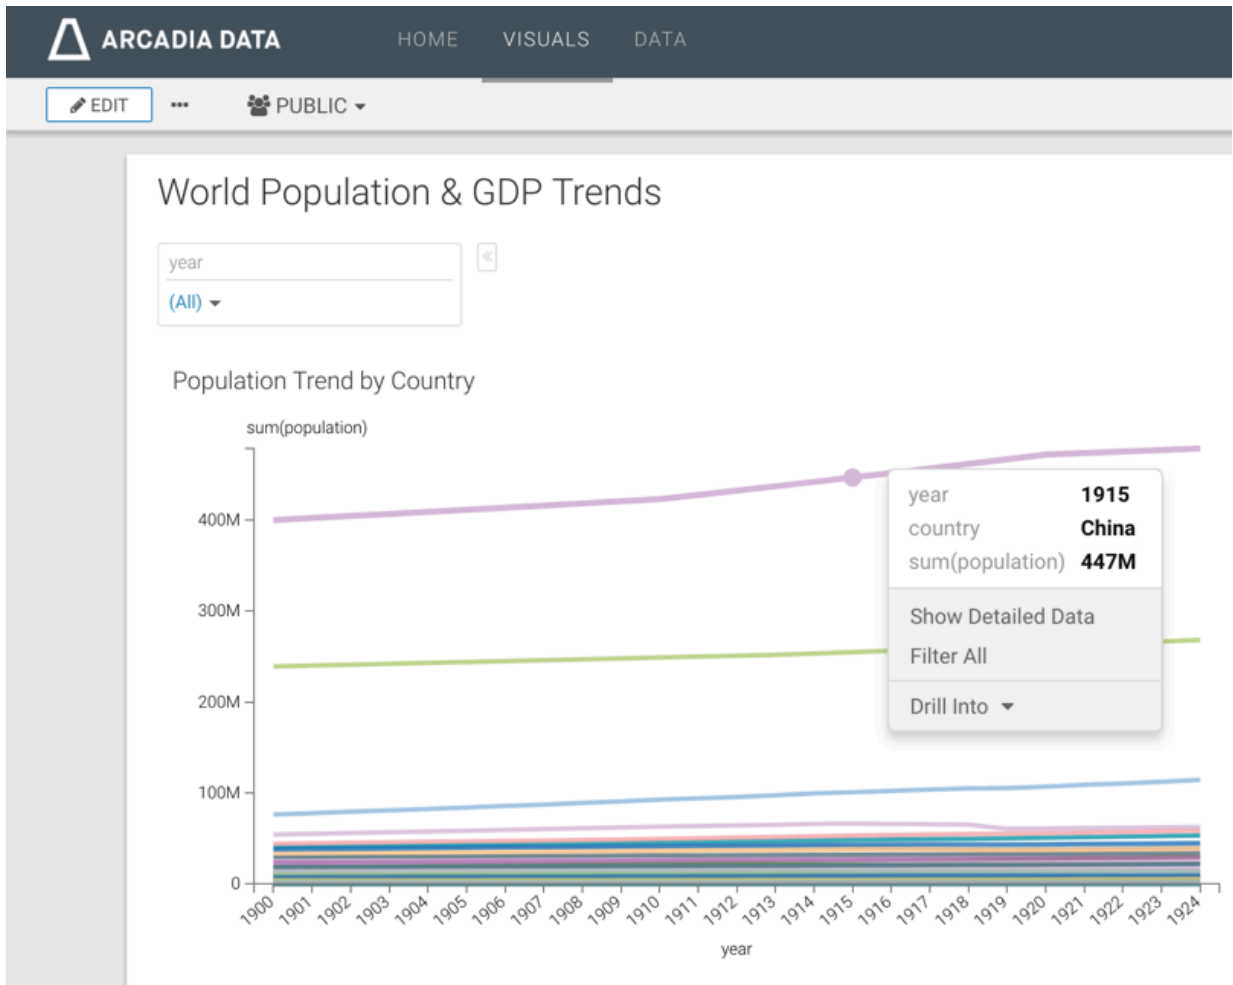 ARCADIA DATA HOME VISUALS DATA
EDIT ••• PUBLIC
World Population & GDP Trends
year
(All)
Population Trend by Country
sum(population)
400M
300M
200M
100M
0
year 1915
country China
sum(population) 447M
Show Detailed Data
Filter All
Drill Into
1900 1901 1902 1903 1904 1905 1906 1907 1908 1909 1910 1911 1912 1913 1914 1915 1916 1917 1918 1919 1920 1921 1922 1923 1924
year